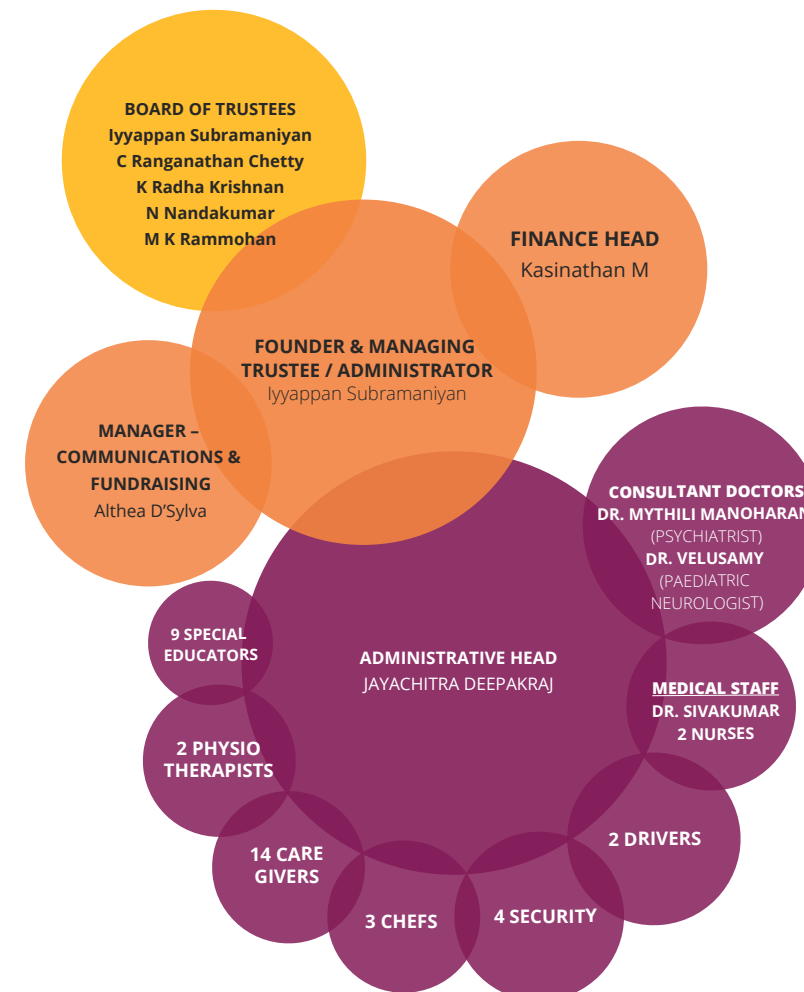 BOARD OF TRUSTEES
Iyyappan Subramaniyan
C Ranganathan Chetty
K Radha Krishnan
N Nandakumar
M K Rammohan
FINANCE HEAD
Kasinathan M
FOUNDER & MANAGING
TRUSTEE / ADMINISTRATOR
Iyyappan Subramaniyan
MANAGER –
COMMUNICATIONS &
FUNDRAISING
Althea D’Sylva
CONSULTANT DOCTORS
DR. MYTHILI MANOHARAN
(PSYCHIATRIST)
DR. VELUSAMY
(PAEDIATRIC
NEUROLOGIST)
9 SPECIAL
EDUCATORS
ADMINISTRATIVE HEAD
JAYACHITRA DEEPAKRAJ
MEDICAL STAFF
DR. SIVAKUMAR
2 NURSES
2 PHYSIO
THERAPISTS
14 CARE
GIVERS
2 DRIVERS
3 CHEFS
4 SECURITY